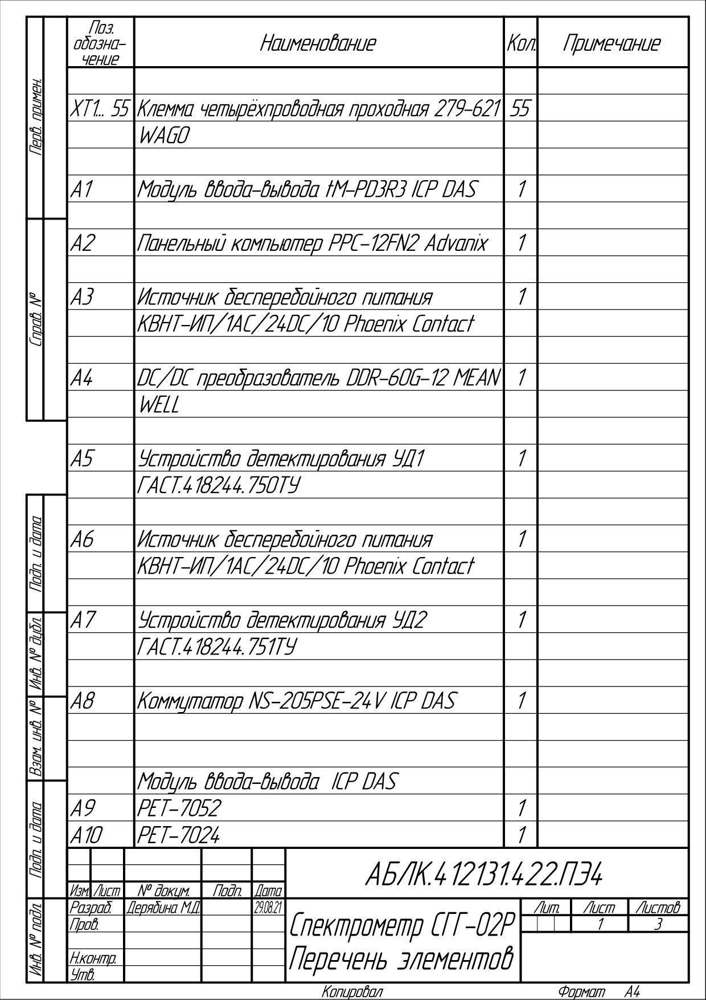 Поз. обозна-чение Наименование Кол. Примечание
XT1... 55 Клемма четырёхпроводная проходная 279-621 55
WAGO
A1 Модуль ввода-вывода tM-PD3R3 ICP DAS 1
A2 Панельный компьютер PPC-12FN2 Advanix 1
A3 Источник бесперебойного питания 1
КВНТ-ИП/1АС/24DC/10 Phoenix Contact
A4 DC/DC преобразователь DDR-60G-12 MEAN 1
WELL
A5 Устройство детектирования УД1 1
ГАСТ.418244.750ТУ
A6 Источник бесперебойного питания 1
КВНТ-ИП/1АС/24DC/10 Phoenix Contact
A7 Устройство детектирования УД2 1
ГАСТ.418244.751ТУ
A8 Коммутатор NS-205PSE-24V ICP DAS 1
Модуль ввода-вывода ICP DAS
A9 PET-7052 1
A10 PET-7024 1
Перв. примен.
Справ. №
Подп. и дата
Инв. № дубл.
Взам. инв. №
Подп. и дата
Инв. № подл.
АБЛК.412131.422.ПЭ4
Изм. Лист № докум. Подп. Дата
Разраб. Дерябина М.Д. 29.08.21
Пров.
Н.контр.
Утв.
Спектрометр СГГ-02Р
Перечень элементов
Лит. Лист Листов
1 3
Копировал Формат А4